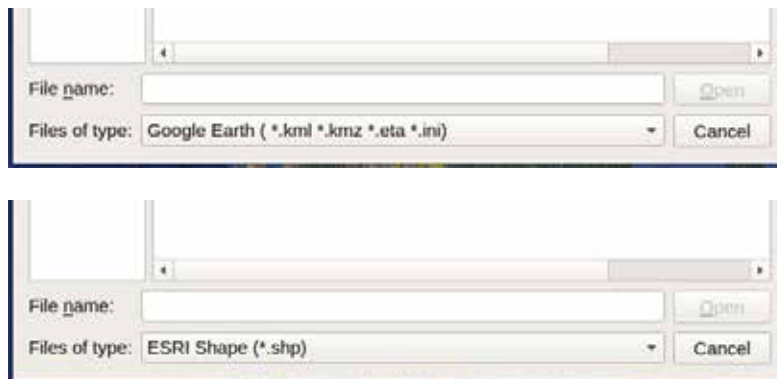 File name:
Open
Files of type: Google Earth ( *.kml *.kmz *.eta *.ini)
Cancel
File name:
Open
Files of type: ESRI Shape (*.shp)
Cancel